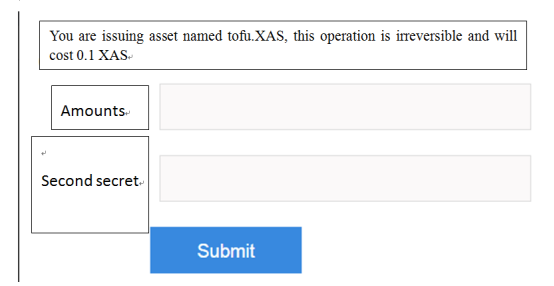 You are issuing asset named tofu.XAS, this operation is irreversible and will
cost 0.1 XAS
Amounts
Second secret
Submit